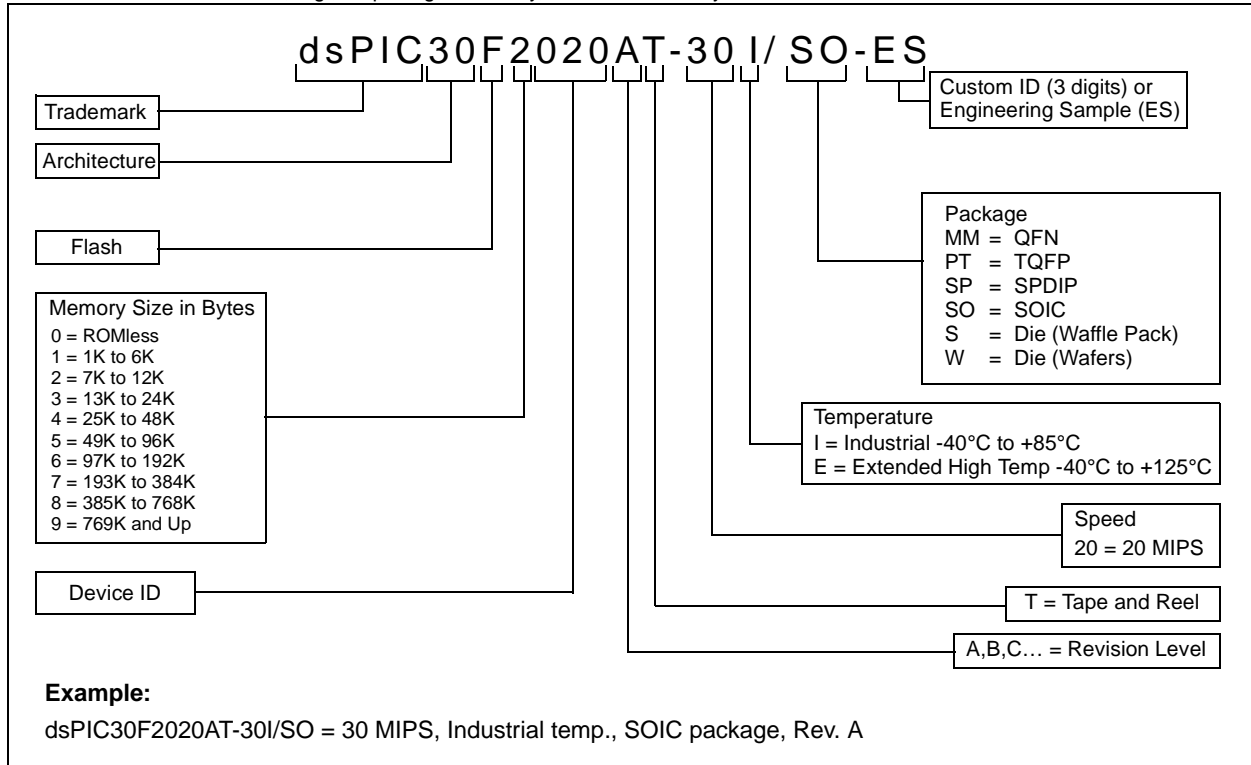 dsPIC30F2020AT-30I/SO-ES
Custom ID (3 digits) or
Engineering Sample (ES)
Trademark
Architecture
Flash
Package
MM = QFN
PT = TQFP
SP = SPDIP
SO = SOIC
S = Die (Waffle Pack)
W = Die (Wafers)
Memory Size in Bytes
0 = ROMless
1 = 1K to 6K
2 = 7K to 12K
3 = 13K to 24K
4 = 25K to 48K
5 = 49K to 96K
6 = 97K to 192K
7 = 193K to 384K
8 = 385K to 768K
9 = 769K and Up
Temperature
I = Industrial -40°C to +85°C
E = Extended High Temp -40°C to +125°C
Speed
20 = 20 MIPS
Device ID
T = Tape and Reel
A,B,C… = Revision Level
Example:
dsPIC30F2020AT-30I/SO = 30 MIPS, Industrial temp., SOIC package, Rev. A